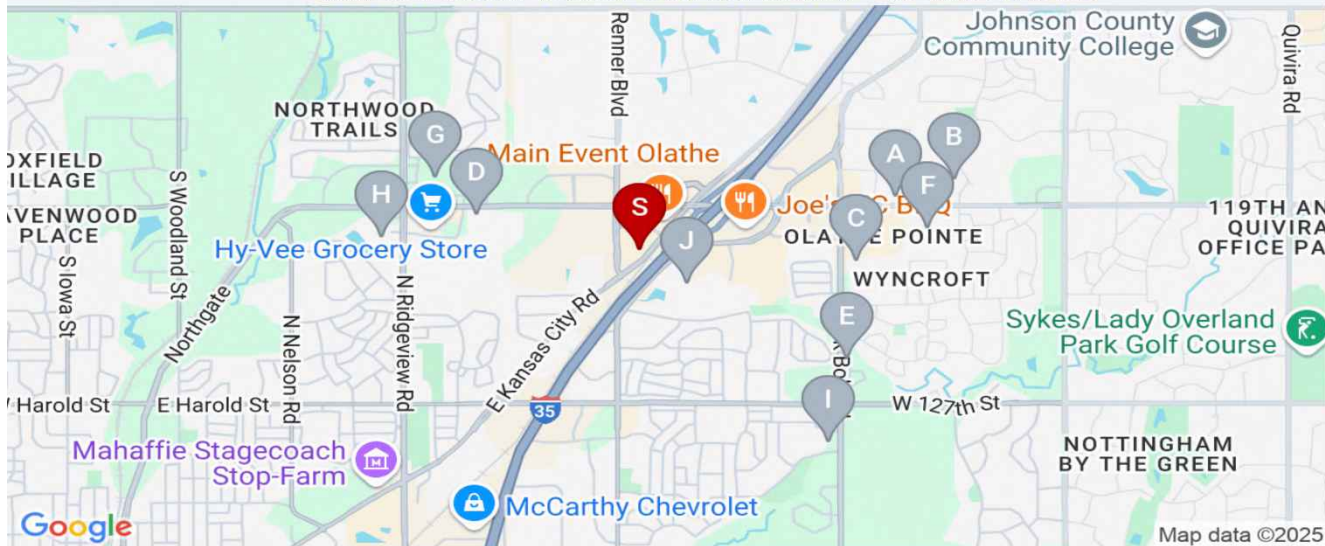 Johnson County
Community College
Quivira Rd
Renner Blvd
NORTHWOOD
TRAILS
G
B
A
Main Event Olathe
D
F
OXFIELD
ILLAGE
S Woodland St
H
S
Joe's
C B
Q
119TH AN
QUIVIRA
OFFICE PA
AVENWOOD
PLACE
C
J
POINTE
Hy-Vee Grocery Store
WYNCROFT
S Iowa St
N Ridgeview Rd
Northgate
N Nelson Rd
E Kansas City Rd
E
Sykes/Lady Overland
Park Golf Course
Harold St
E Harold St
35
I
W 127th St
Mahaffie Stagecoach
Stop-Farm
M
NOTTINGHAM
BY THE GREEN
McCarthy Chevrolet
Google
Map data ©2025